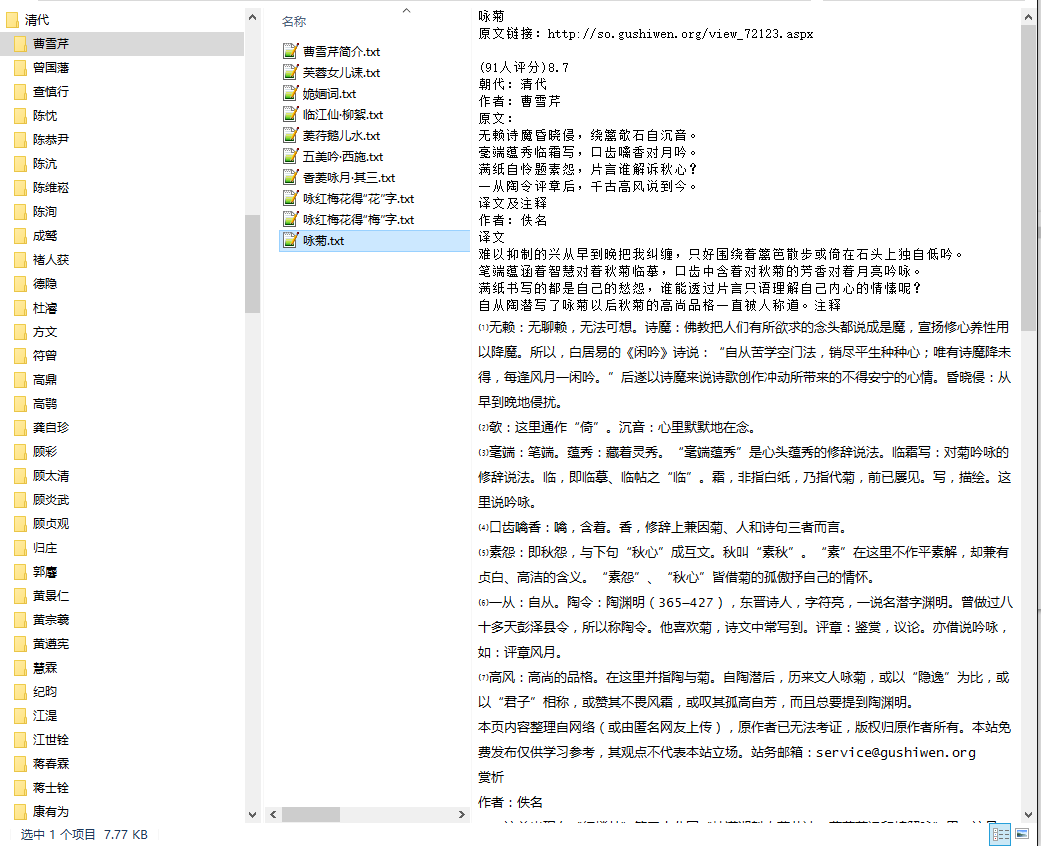 清代
曹雪芹
曾国藩
查慎行
陈忱
陈恭尹
陈沆
陈维崧
陈洵
成鹫
褚人获
德隐
杜濬
方文
符曾
高鼎
高鹗
龚自珍
顾彩
顾太清
顾炎武
顾贞观
归庄
郭麐
黄景仁
黄宗羲
黄遵宪
慧霖
纪昀
江湜
江世铨
蒋春霖
蒋士铨
康有为
选中 1 个项目 7.77 KB
名称
曹雪芹简介.txt
芙蓉女儿诔.txt
姽婳词.txt
临江仙·柳絮.txt
菱荇鹅儿水.txt
五美吟·西施.txt
香菱咏月·其三.txt
咏红梅花得“花”字.txt
咏红梅花得“梅”字.txt
咏菊.txt
咏菊
原文链接：http://so.gushiwen.org/view_72123.aspx
(91人评分)8.7
朝代：清代
作者：曹雪芹
原文：
无赖诗魔昏晓侵，绕篱欹石自沉音。
毫端蕴秀临霜写，口齿噙香对月吟。
满纸自怜题素怨，片言谁解诉秋心？
一从陶令评章后，千古高风说到今。
译文及注释
作者：佚名
译文
难以抑制的兴从早到晚把我纠缠，只好围绕着篱笆散步或倚在石头上独自低吟。
笔端蕴涵着智慧对着秋菊临摹，口齿中含着对秋菊的芳香对着月亮吟咏。
满纸书写的都是自己的愁怨，谁能透过片言只语理解自己内心的情愫呢？
自从陶潜写了咏菊以后秋菊的高尚品格一直被人称道。注释
⑴无赖：无聊赖，无法可想。诗魔：佛教把人们有所欲求的念头都说成是魔，宣扬修心养性用
以降魔。所以，白居易的《闲吟》诗说：“自从苦学空门法，销尽平生种种心；唯有诗魔降未
得，每逢风月一闲吟。”后遂以诗魔来说诗歌创作冲动所带来的不得安宁的心情。昏晓侵：从
早到晚地侵扰。
⑵欹：这里通作“倚”。沉音：心里默默地在念。
⑶毫端：笔端。蕴秀：藏着灵秀。“毫端蕴秀”是心头蕴秀的修辞说法。临霜写：对菊吟咏的
修辞说法。临，即临摹、临帖之“临”。霜，非指白纸，乃指代菊，前已屡见。写，描绘。这
里说吟咏。
⑷口齿噙香：噙，含着。香，修辞上兼因菊、人和诗句三者而言。
⑸素怨：即秋怨，与下句“秋心”成互文。秋叫“素秋”。“素”在这里不作平素解，却兼有
贞白、高洁的含义。“素怨”、“秋心”皆借菊的孤傲抒自己的情怀。
⑹一从：自从。陶令：陶渊明（365—427），东晋诗人，字符亮，一说名潜字渊明。曾做过八
十多天彭泽县令，所以称陶令。他喜欢菊，诗文中常写到。评章：鉴赏，议论。亦借说吟咏，
如：评章风月。
⑺高风：高尚的品格。在这里并指陶与菊。自陶潜后，历来文人咏菊，或以“隐逸”为比，或
以“君子”相称，或赞其不畏风霜，或叹其孤高自芳，而且总要提到陶渊明。
本页内容整理自网络（或由匿名网友上传），原作者已无法考证，版权归原作者所有。本站免
费发布仅供学习参考，其观点不代表本站立场。站务邮箱：service@gushiwen.org
赏析
作者：佚名